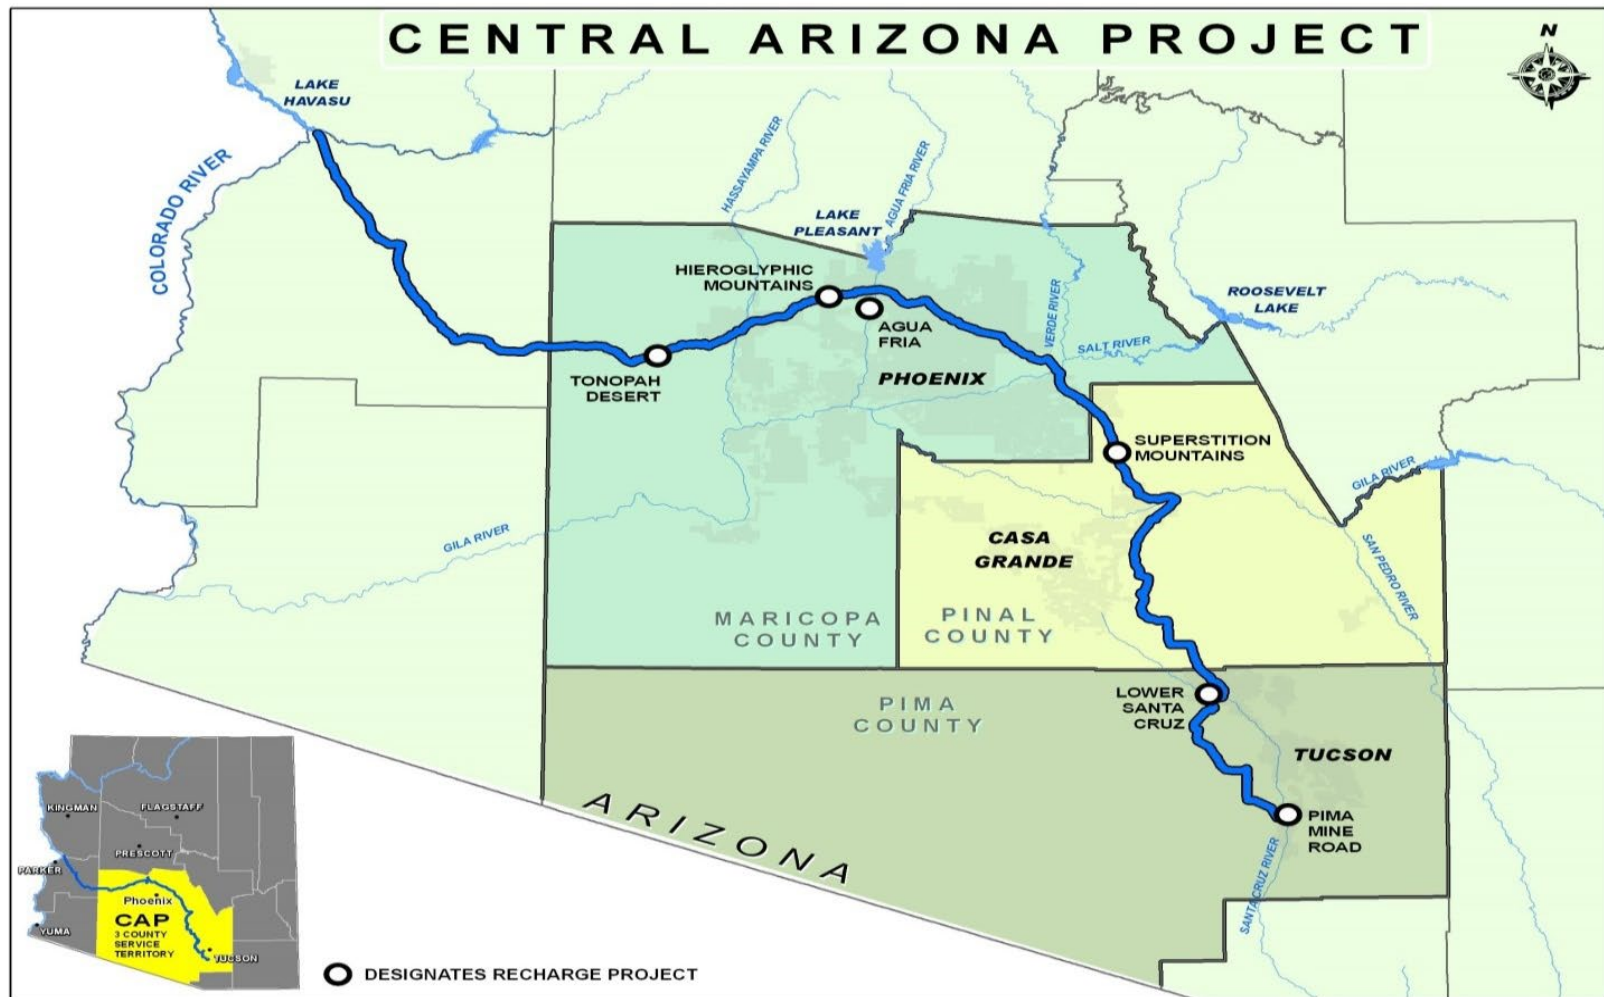 CENTRAL ARIZONA PROJECT
N
LAKE
HAVASU
COLORADO RIVER
HASSAYAMPA RIVER
AGUA FRIA RIVER
LAKE
PLEASANT
HIEROGLYPHIC
MOUNTAINS
AGUA
FRIA
VERDE RIVER
SALT RIVER
ROOSEVELT
LAKE
TONOPAH
DESERT
PHOENIX
SUPERSTITION
MOUNTAINS
GILA RIVER
GILA RIVER
CASA
GRANDE
SAN PEDRO RIVER
MARICOPA
COUNTY
PINAL
COUNTY
PIMA
COUNTY
LOWER
SANTA
CRUZ
TUCSON
PIMA
MINE
ROAD
SANTA CRUZ RIVER
ARIZONA
KINGMAN
FLAGSTAFF
PRESCOTT
PARKER
Phoenix
CAP
3 COUNTY
SERVICE
TERRITORY
YUMA
TUCSON
DESIGNATES RECHARGE PROJECT